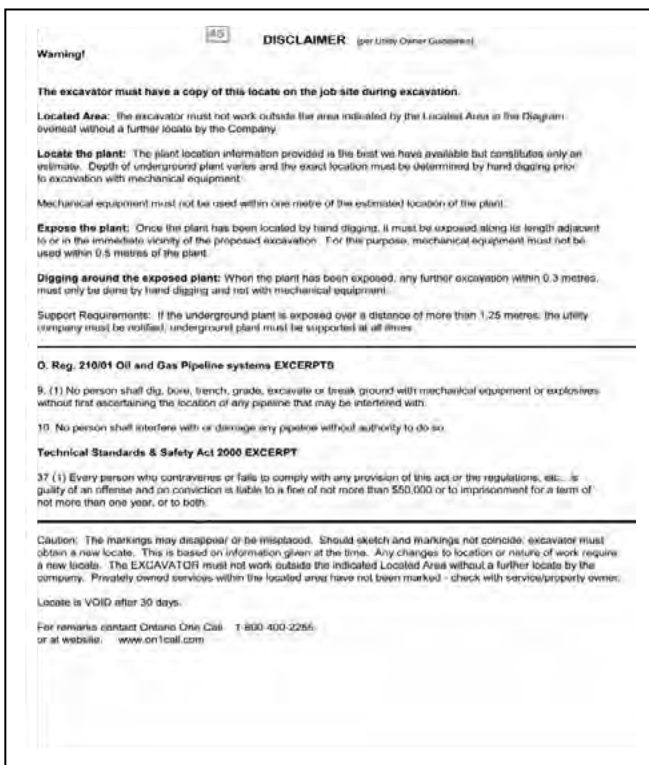 45
DISCLAIMER (per Utility Owner Guidelines)
Warning!
The excavator must have a copy of this locate on the job site during excavation.
Located Area: the excavator must not work outside the area indicated by the Located Area in the Diagram
overleaf without a further locate by the Company
Locate the plant: The plant location information provided is the best we have available but constitutes only an
estimate. Depth of underground plant varies and the exact location must be determined by hand digging prior
to excavation with mechanical equipment.
Mechanical equipment must not be used within one metre of the estimated location of the plant.
Expose the plant: Once the plant has been located by hand digging, it must be exposed along its length adjacent
to or in the immediate vicinity of the proposed excavation. For this purpose, mechanical equipment must not be
used within 0.5 metres of the plant.
Digging around the exposed plant: When the plant has been exposed, any further excavation within 0.3 metres,
must only be done by hand digging and not with mechanical equipment.
Support Requirements: If the underground plant is exposed over a distance of more than 1.25 metres, the utility
company must be notified, underground plant must be supported at all times.
O. Reg. 210/01 Oil and Gas Pipeline systems EXCERPTS
9. (1) No person shall dig, bore, trench, grade, excavate or break ground with mechanical equipment or explosives
without first ascertaining the location of any pipeline that may be interfered with.
10. No person shall interfere with or damage any pipeline without authority to do so.
Technical Standards & Safety Act 2000 EXCERPT
37 (1) Every person who contravenes or fails to comply with any provision of this act or the regulations, etc... is
guilty of an offense and on conviction is liable to a fine of not more than $50,000 or to imprisonment for a term of
not more than one year, or to both.
Caution: The markings may disappear or be misplaced. Should sketch and markings not coincide, excavator must
obtain a new locate. This is based on information given at the time. Any changes to location or nature of work require
a new locate. The EXCAVATOR must not work outside the indicated Located Area without a further locate by the
company. Privately owned services within the located area have not been marked - check with service/property owner.
Locate is VOID after 30 days.
For remarks contact Ontario One Call 1-800-400-2255
or at website. www.on1call.com